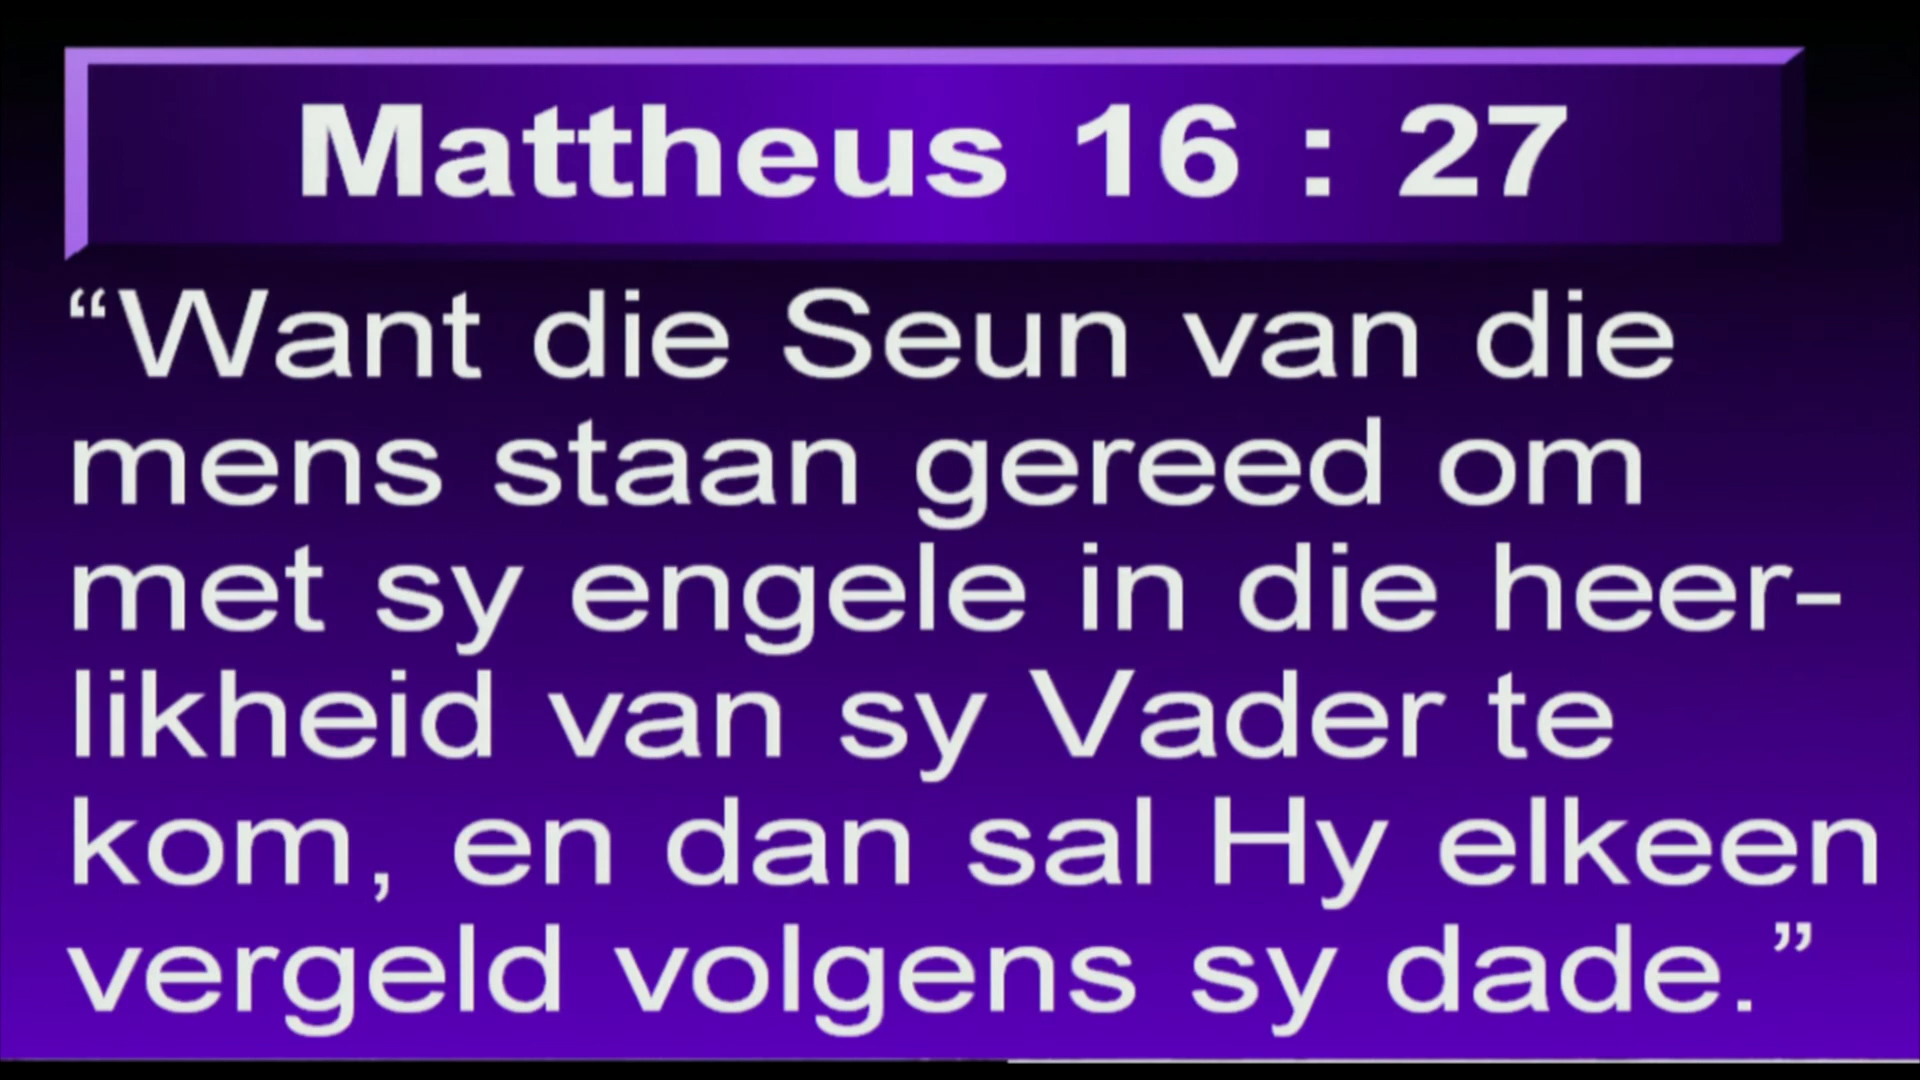 Mattheus 16 : 27
“Want die Seun van die
mens staan gereed om
met sy engele in die heer-
likheid van sy Vader te
kom, en dan sal Hy elkeen
vergeld volgens sy dade.”